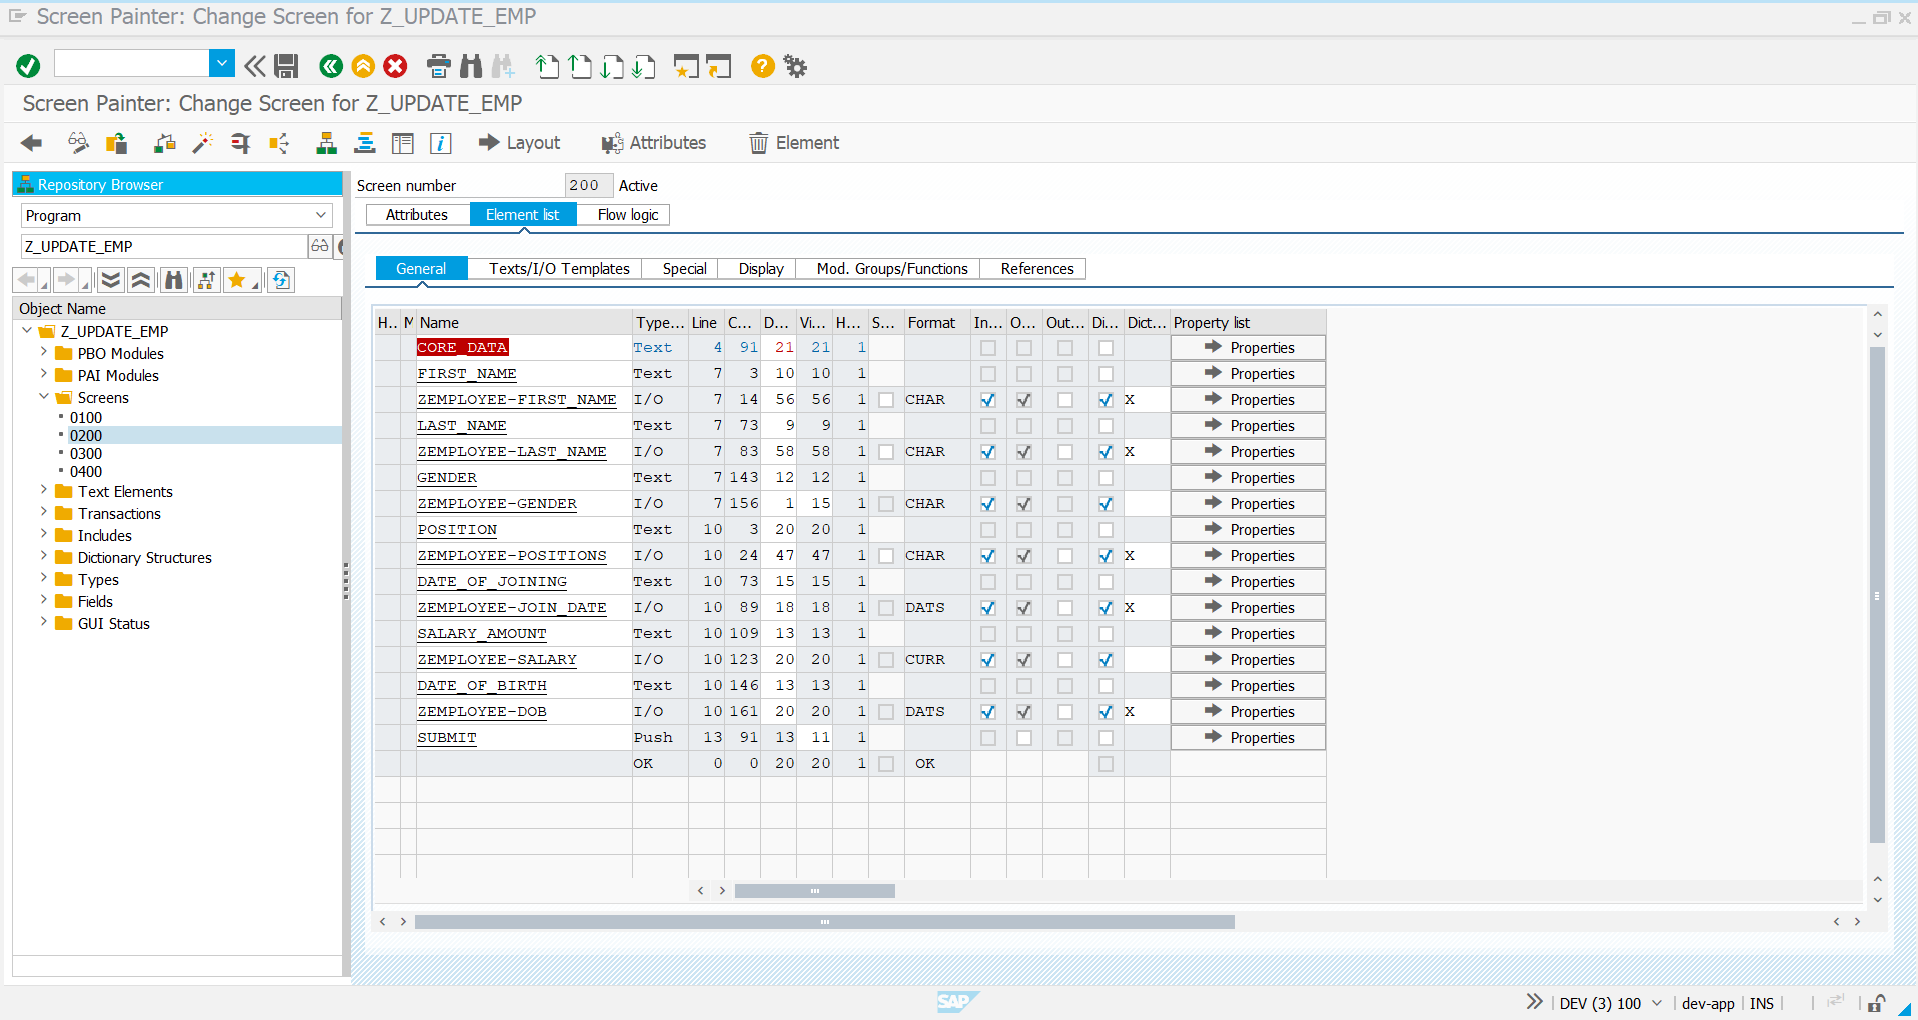 Screen Painter: Change Screen for Z_UPDATE_EMP
Screen Painter: Change Screen for Z_UPDATE_EMP
Layout Attributes Element
Repository Browser
Program
Z_UPDATE_EMP
Object Name
Z_UPDATE_EMP
PBO Modules
PAI Modules
Screens
0100
0200
0300
0400
Text Elements
Transactions
Includes
Dictionary Structures
Types
Fields
GUI Status
Screen number 200 Active
Attributes Element list Flow logic
General Texts/I/O Templates Special Display Mod. Groups/Functions References
H.. M Name Type... Line C... D... Vi... H... S... Format In... O... Out... Di... Dict... Property list
CORE_DATA Text 4 91 21 21 1 Properties
FIRST_NAME Text 7 3 10 10 1 Properties
ZEMPLOYEE-FIRST_NAME I/O 7 14 56 56 1 CHAR X Properties
LAST_NAME Text 7 73 9 9 1 Properties
ZEMPLOYEE-LAST_NAME I/O 7 83 58 58 1 CHAR X Properties
GENDER Text 7 143 12 12 1 Properties
ZEMPLOYEE-GENDER I/O 7 156 1 15 1 CHAR Properties
POSITION Text 10 3 20 20 1 Properties
ZEMPLOYEE-POSITIONS I/O 10 24 47 47 1 CHAR X Properties
DATE_OF_JOINING Text 10 73 15 15 1 Properties
ZEMPLOYEE-JOIN_DATE I/O 10 89 18 18 1 DATS X Properties
SALARY_AMOUNT Text 10 109 13 13 1 Properties
ZEMPLOYEE-SALARY I/O 10 123 20 20 1 CURR Properties
DATE_OF_BIRTH Text 10 146 13 13 1 Properties
ZEMPLOYEE-DOB I/O 10 161 20 20 1 DATS X Properties
SUBMIT Push 13 91 13 11 1 Properties
OK 0 0 20 20 1 OK
SAP
DEV (3) 100 dev-app INS